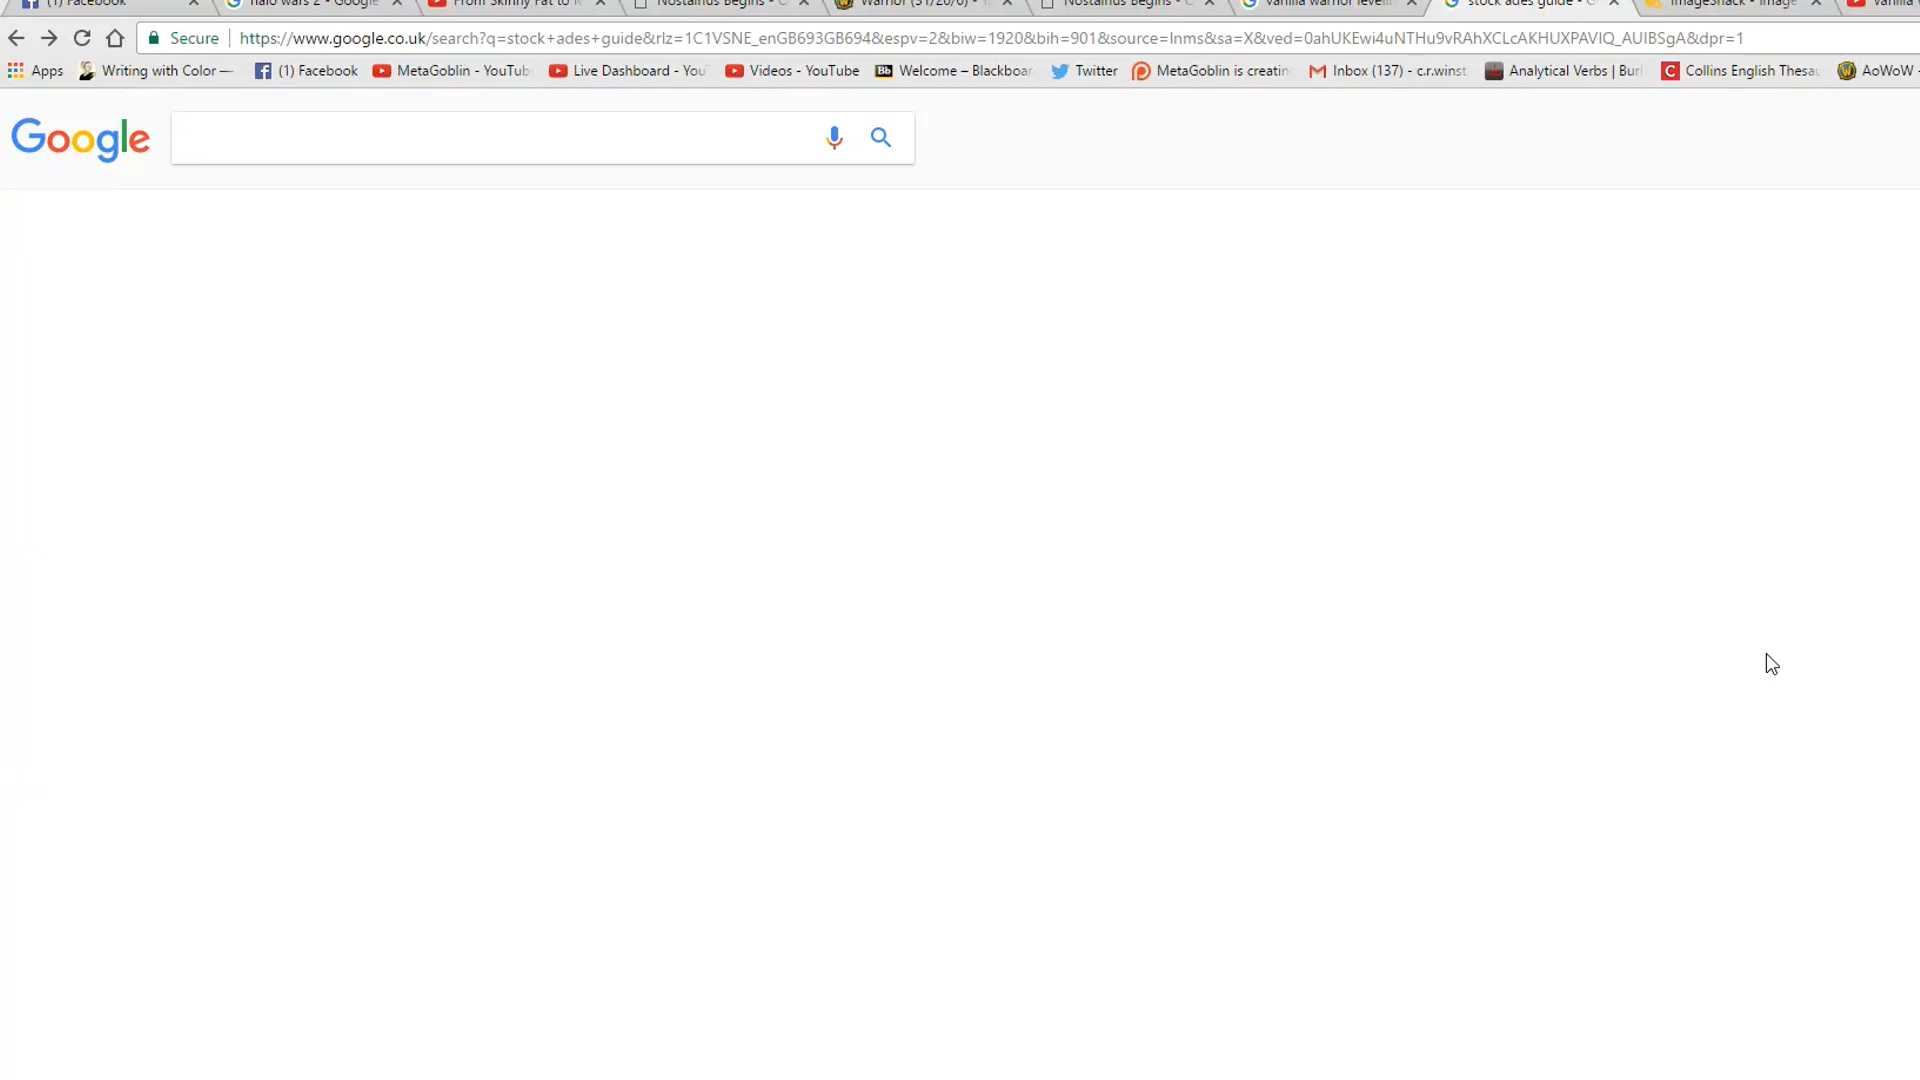 (1) Facebook halo wars 2 - Google From Skinny Fat to Nostalrius Begins - Warrior (31/20/0) - Nostalrius Begins - vanilla warrior levelli stock ades guide - ImageShack - Image vanilla
Secure https://www.google.co.uk/search?q=stock+ades+guide&rlz=1C1VSNE_enGB693GB694&espv=2&biw=1920&bih=901&source=lnms&sa=X&ved=0ahUKEwi4uNTHu9vRAhXCLcAKHUXPAVIQ_AUIBSgA&dpr=1
Apps Writing with Color — (1) Facebook MetaGoblin - YouTub Live Dashboard - You Videos - YouTube Bb Welcome – Blackboar Twitter MetaGoblin is creatin Inbox (137) - c.r.winst Analytical Verbs | Burl C Collins English Thesau AoWoW -
Google